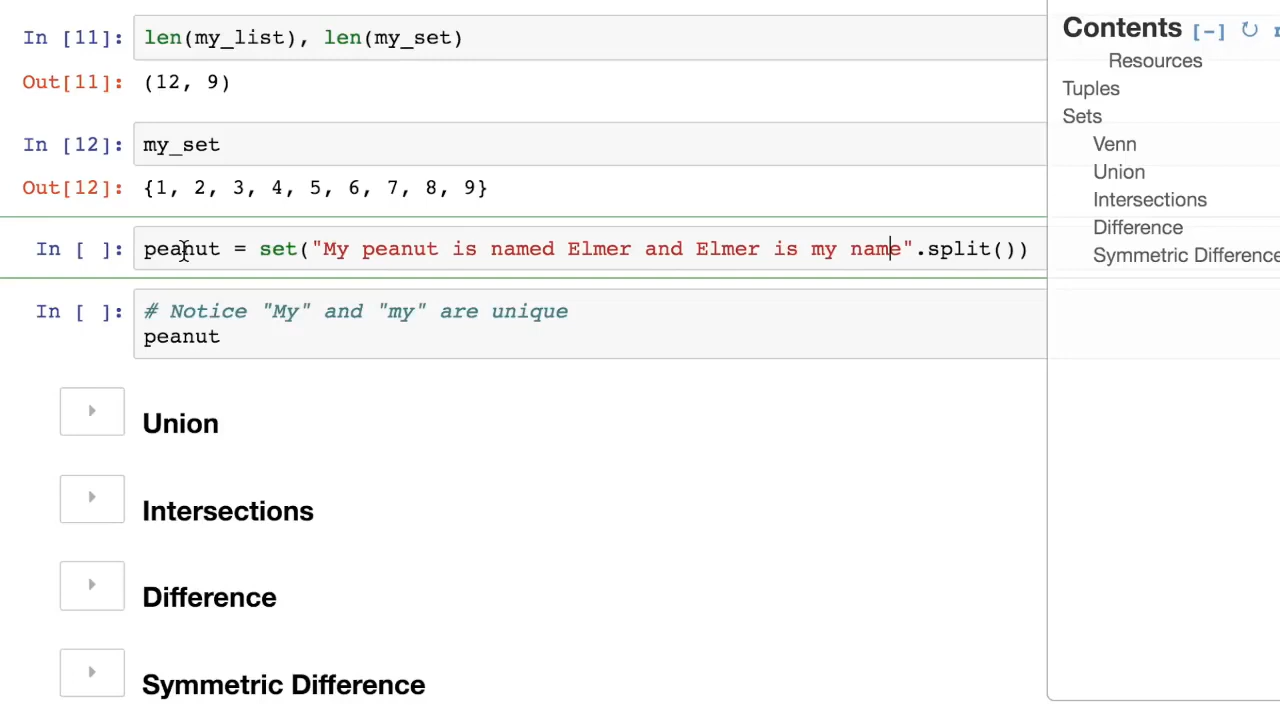 In [11]: len(my_list), len(my_set)
Out[11]: (12, 9)
In [12]: my_set
Out[12]: {1, 2, 3, 4, 5, 6, 7, 8, 9}
In [ ]: peanut = set("My peanut is named Elmer and Elmer is my name".split())
In [ ]: # Notice "My" and "my" are unique
peanut
Union
Intersections
Difference
Symmetric Difference
Contents [-]
Resources
Tuples
Sets
Venn
Union
Intersections
Difference
Symmetric Difference